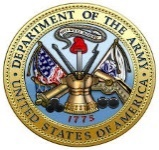 DEPARTMENT OF THE ARMY
UNITED STATES OF AMERICA
1775